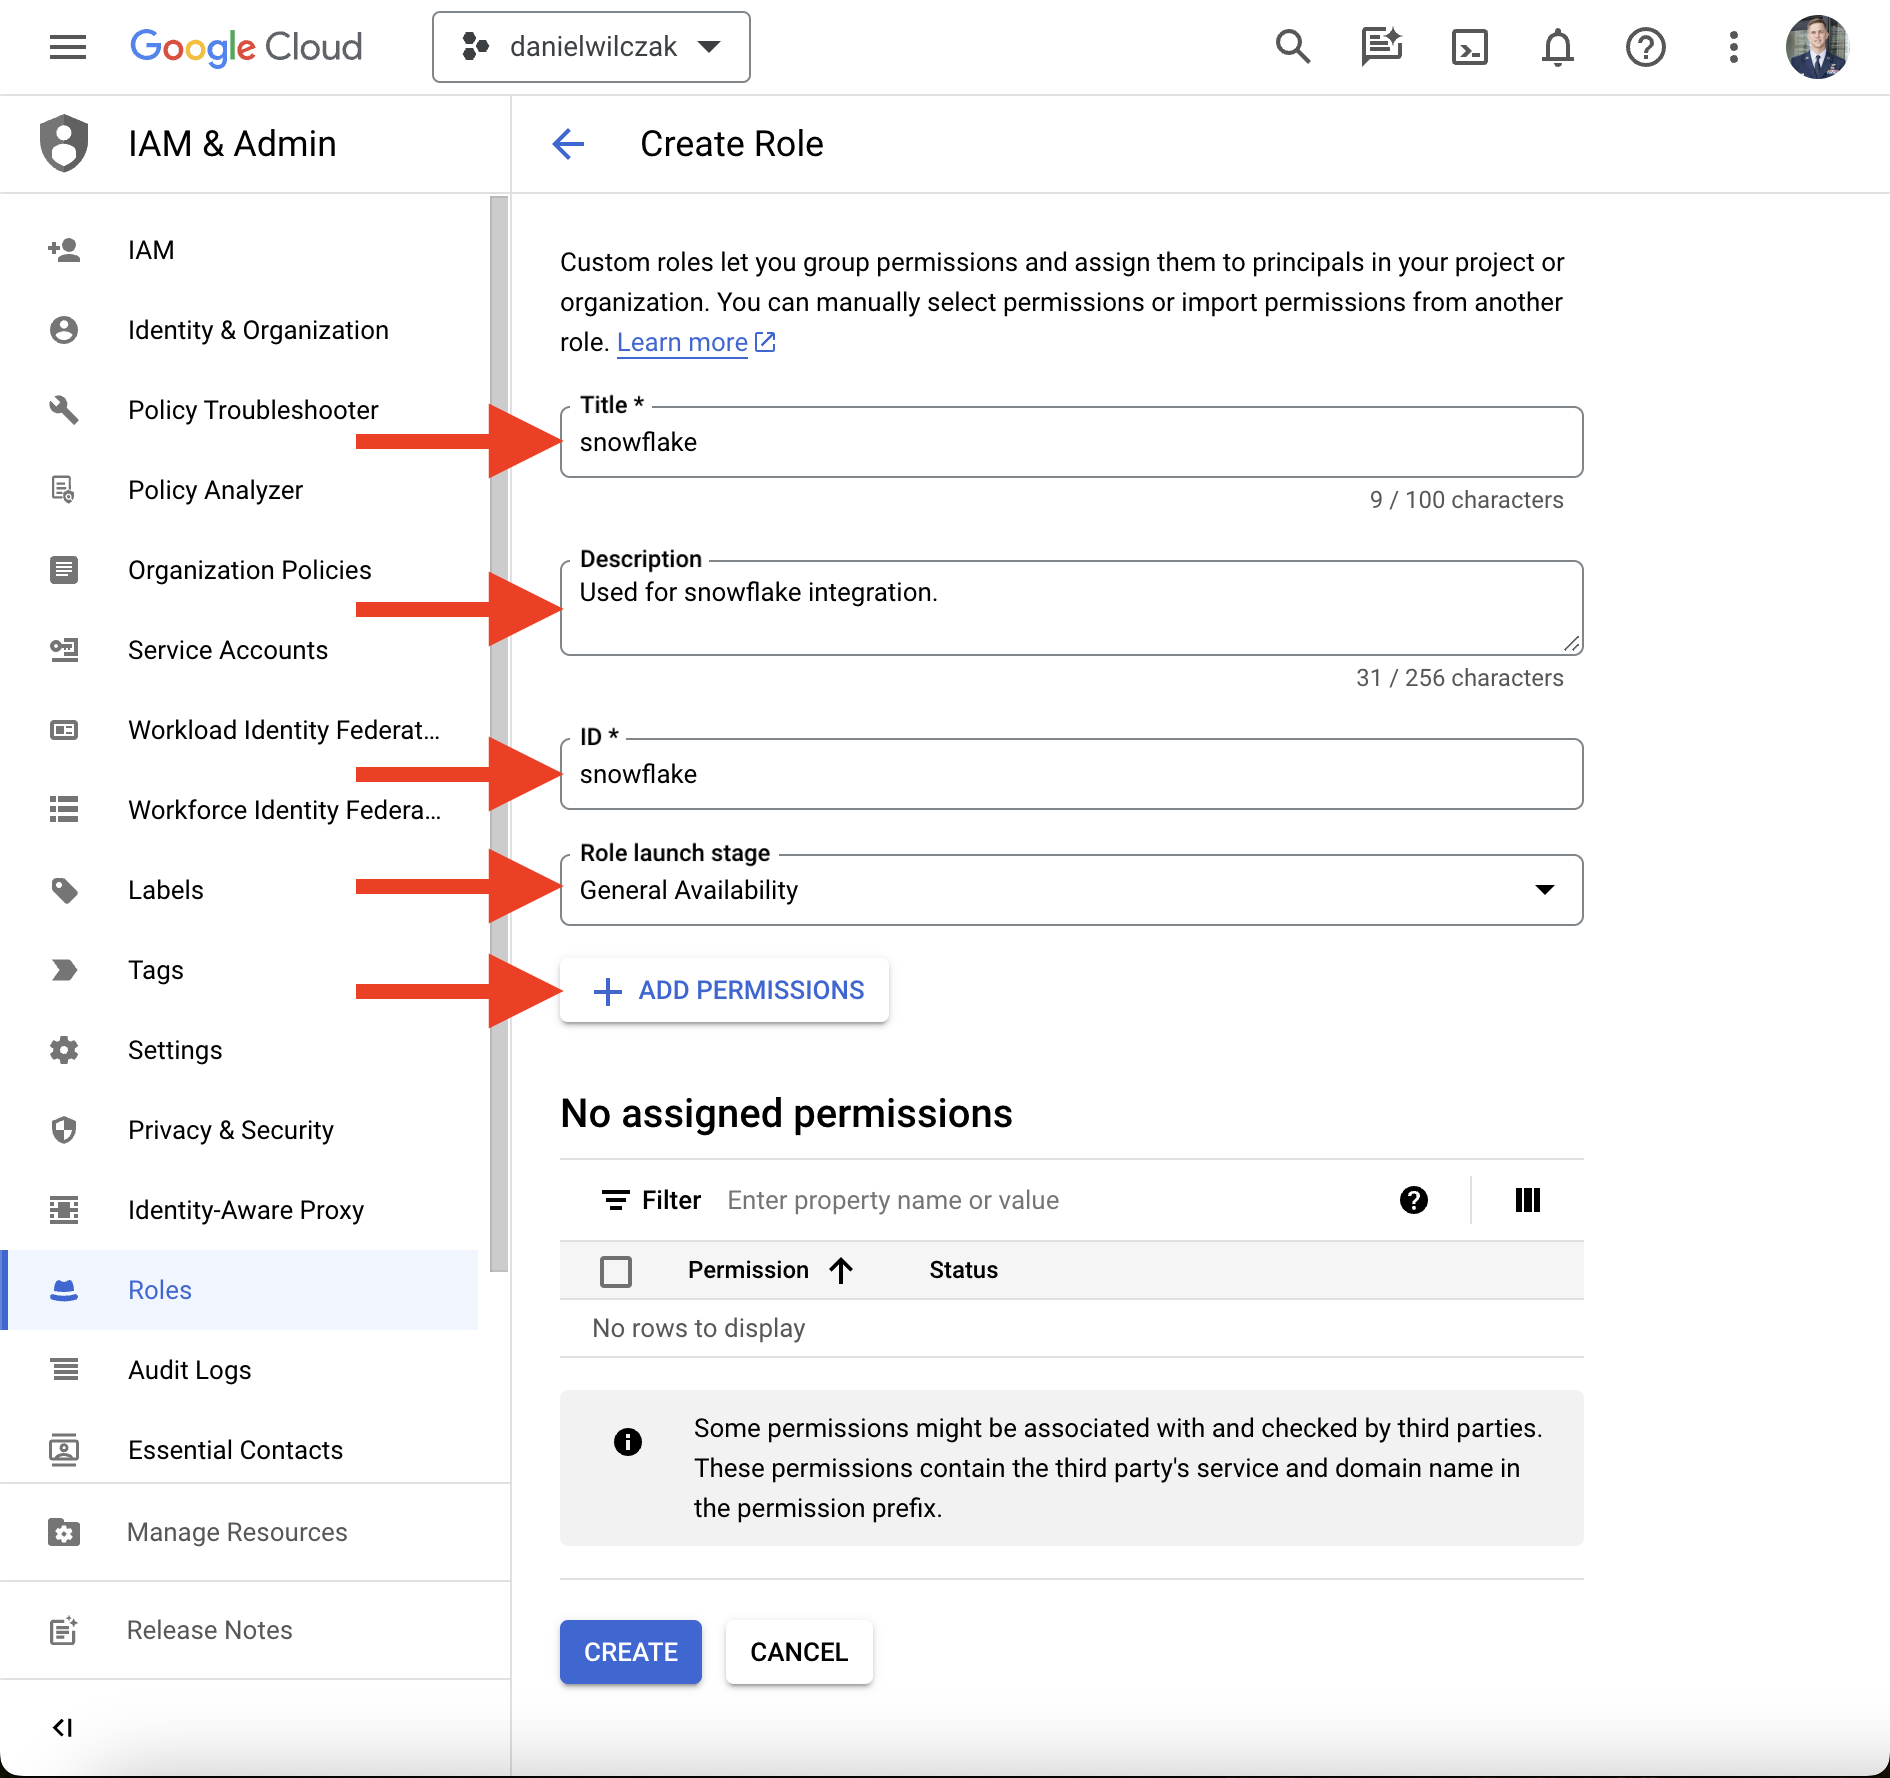 Google Cloud
danielwilczak
IAM & Admin
Create Role
IAM
Identity & Organization
Policy Troubleshooter
Policy Analyzer
Organization Policies
Service Accounts
Workload Identity Federat...
Workforce Identity Federa...
Labels
Tags
Settings
Privacy & Security
Identity-Aware Proxy
Roles
Audit Logs
Essential Contacts
Manage Resources
Release Notes
Custom roles let you group permissions and assign them to principals in your project or
organization. You can manually select permissions or import permissions from another
role. Learn more
Title *
snowflake
9 / 100 characters
Description
Used for snowflake integration.
31 / 256 characters
ID *
snowflake
Role launch stage
General Availability
ADD PERMISSIONS
No assigned permissions
Filter Enter property name or value
Permission Status
No rows to display
Some permissions might be associated with and checked by third parties.
These permissions contain the third party's service and domain name in
the permission prefix.
CREATE CANCEL